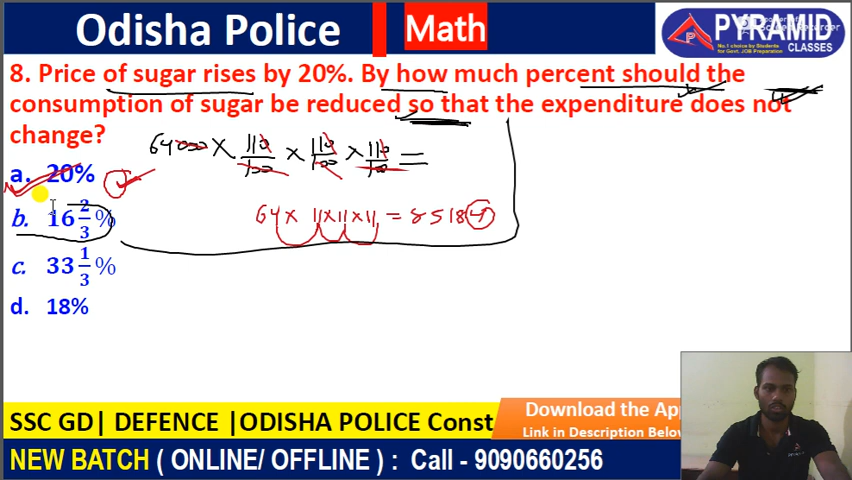 Odisha Police Math
PYRAMID
No.1 choice by Students
for Govt. JOB Preparation
CLASSES
8. Price of sugar rises by 20%. By how much percent should the
consumption of sugar be reduced so that the expenditure does not
change?
64000 × 110/100 × 110/100 × 110/100 =
a. 20%
64 × 11 × 11 × 11 = 85184
b. 16 2/3 %
c. 33 1/3 %
d. 18%
SSC GD| DEFENCE |ODISHA POLICE Const
Download the Ap
Link in Description Below
NEW BATCH ( ONLINE/ OFFLINE ) : Call - 9090660256